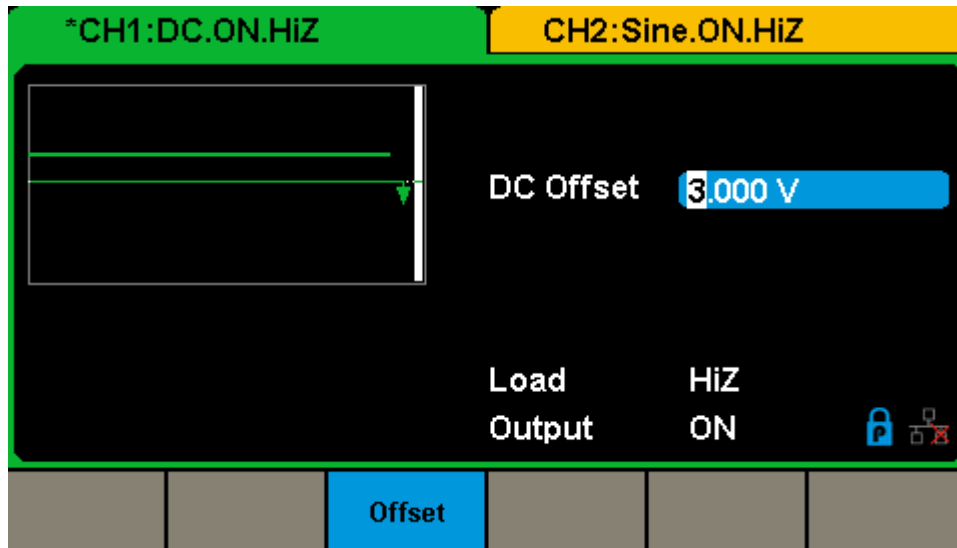 *CH1:DC.ON.HiZ
CH2:Sine.ON.HiZ
DC Offset 3.000 V
Load HiZ
Output ON
P
Offset